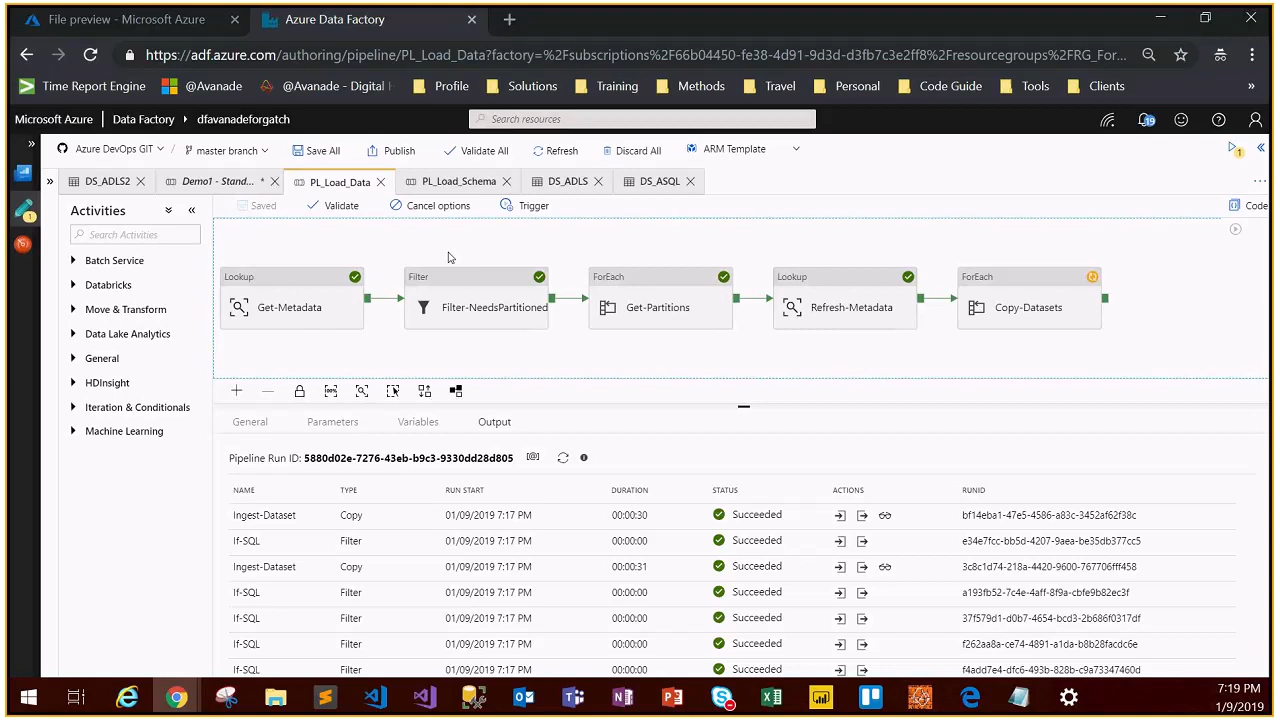 File preview - Microsoft Azure
Azure Data Factory
https://adf.azure.com/authoring/pipeline/PL_Load_Data?factory=%2Fsubscriptions%2F66b04450-fe38-4d91-9d3d-d3fb7c3e2ff8%2Fresourcegroups%2FRG_For...
Time Report Engine
@Avanade
@Avanade - Digital
Profile
Solutions
Training
Methods
Travel
Personal
Code Guide
Tools
Clients
»
Microsoft Azure
Data Factory
dfavanadeforgatch
Search resources
19
Azure DevOps GIT
/
master branch
Save All
Publish
Validate All
Refresh
Discard All
ARM Template
1
DS_ADLS2
Demo1 - Stand... *
PL_Load_Data
PL_Load_Schema
DS_ADLS
DS_ASQL
...
Activities
Saved
Validate
Cancel options
Trigger
Code
Search Activities
Batch Service
Databricks
Move & Transform
Data Lake Analytics
General
HDInsight
Iteration & Conditionals
Machine Learning
Lookup
Get-Metadata
Filter
Filter-NeedsPartitioned
ForEach
Get-Partitions
Lookup
Refresh-Metadata
ForEach
Copy-Datasets
General
Parameters
Variables
Output
Pipeline Run ID: 5880d02e-7276-43eb-b9c3-9330dd28d805
NAME TYPE RUN START DURATION STATUS ACTIONS RUNID
Ingest-Dataset Copy 01/09/2019 7:17 PM 00:00:30 Succeeded bf14eba1-47e5-4586-a83c-3452af62f38c
If-SQL Filter 01/09/2019 7:17 PM 00:00:00 Succeeded e34e7fcc-bb5d-4207-9aea-be35db377cc5
Ingest-Dataset Copy 01/09/2019 7:17 PM 00:00:31 Succeeded 3c8c1d74-218a-4420-9600-767706fff458
If-SQL Filter 01/09/2019 7:17 PM 00:00:00 Succeeded a193fb52-7c4e-4aff-8f9a-cbfe9b82ec3f
If-SQL Filter 01/09/2019 7:17 PM 00:00:00 Succeeded 37f579d1-d0b7-4654-bcd3-2b686f0317df
If-SQL Filter 01/09/2019 7:17 PM 00:00:00 Succeeded f262aa8a-ce74-4891-a1da-b8b28facdc6e
If-SQL Filter 01/09/2019 7:17 PM 00:00:00 Succeeded f4add7e4-dfc6-493b-828b-c9a73347460d
7:19 PM
1/9/2019